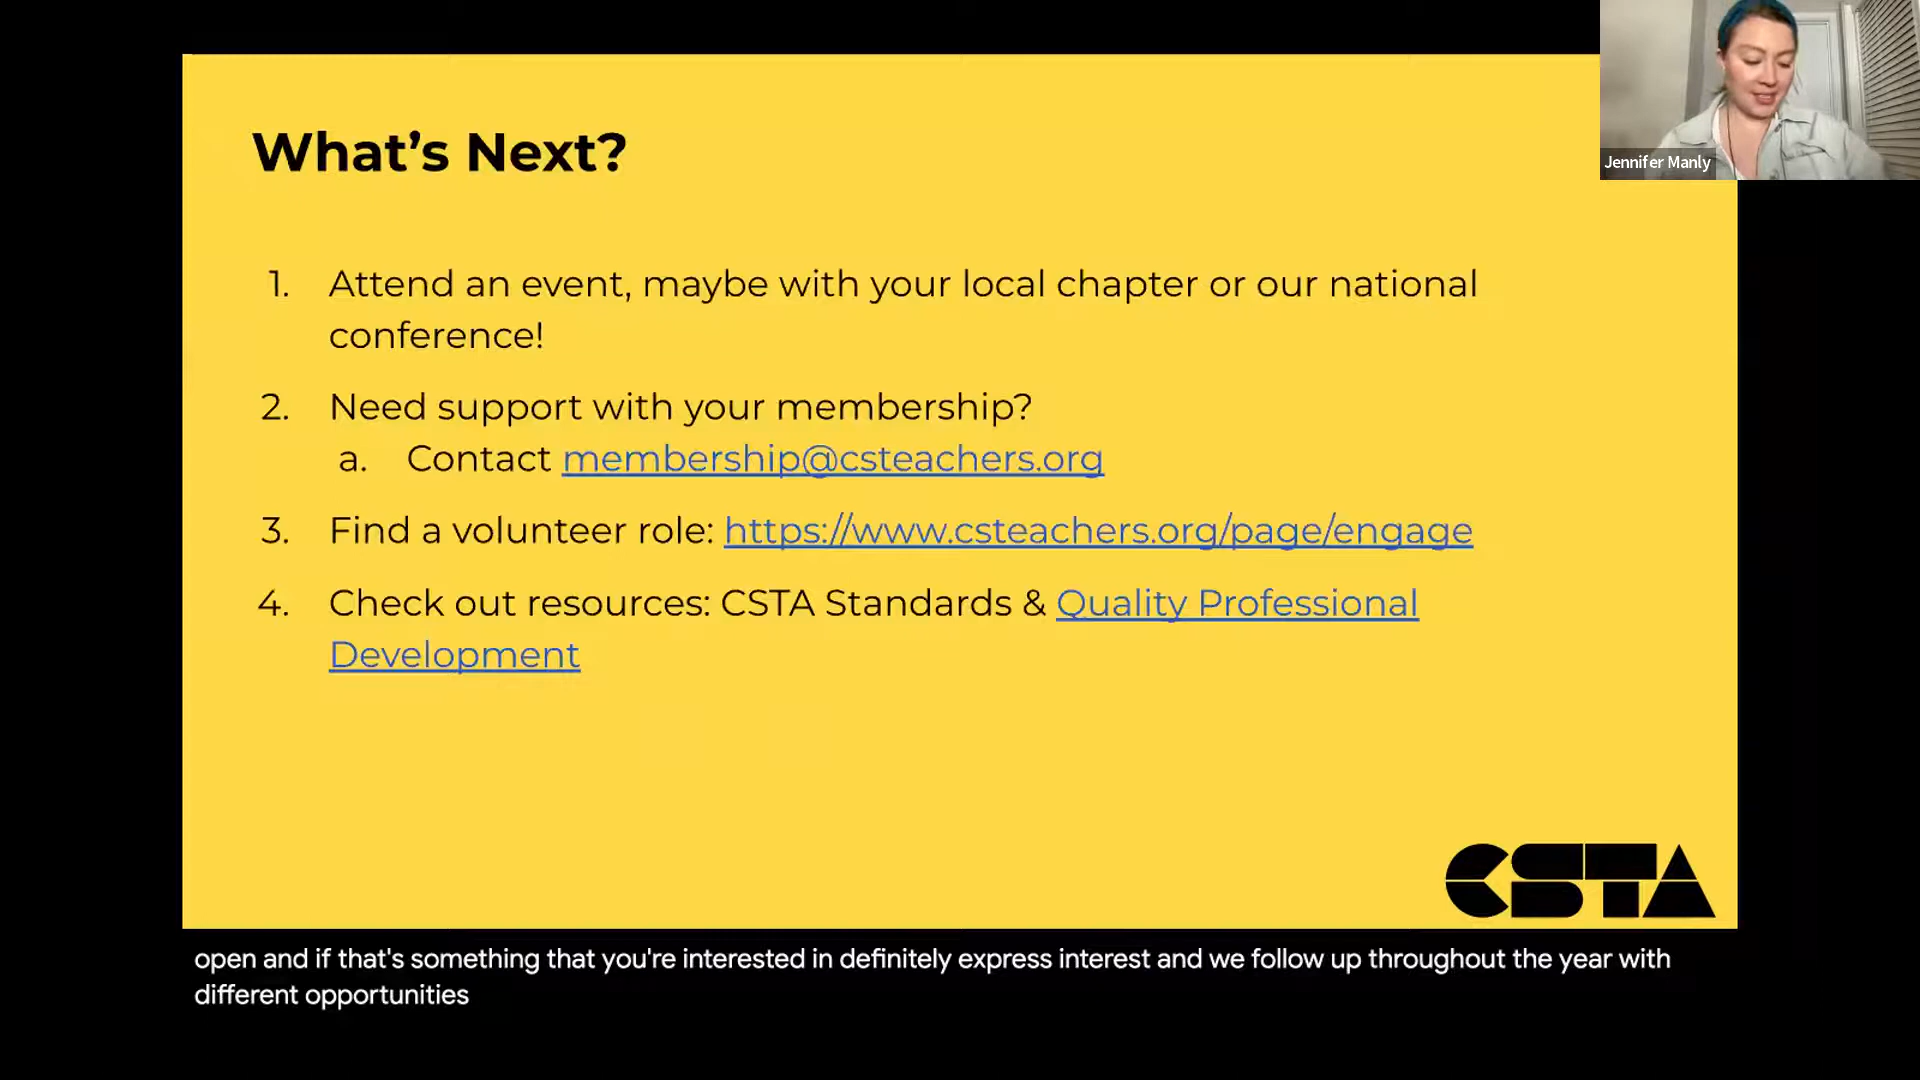 Jennifer Manly
What's Next?
1. Attend an event, maybe with your local chapter or our national
conference!
2. Need support with your membership?
a. Contact membership@csteachers.org
3. Find a volunteer role: https://www.csteachers.org/page/engage
4. Check out resources: CSTA Standards & Quality Professional
Development
CSTA
open and if that's something that you're interested in definitely express interest and we follow up throughout the year with
different opportunities